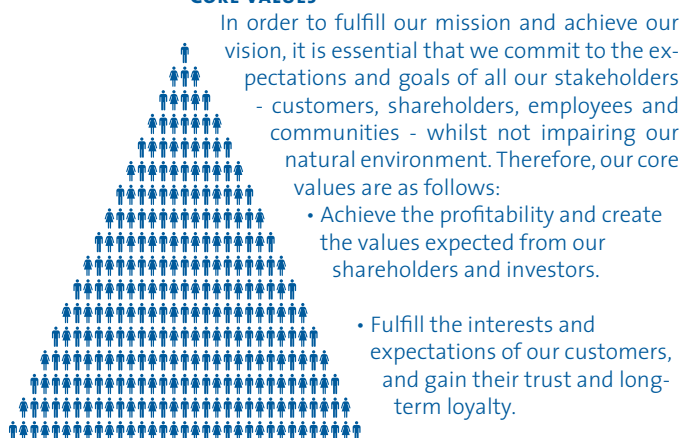 CORE VALUES
In order to fulfill our mission and achieve our
vision, it is essential that we commit to the ex-
pectations and goals of all our stakeholders
- customers, shareholders, employees and
communities - whilst not impairing our
natural environment. Therefore, our core
values are as follows:
• Achieve the profitability and create
the values expected from our
shareholders and investors.
• Fulfill the interests and
expectations of our customers,
and gain their trust and long-
term loyalty.